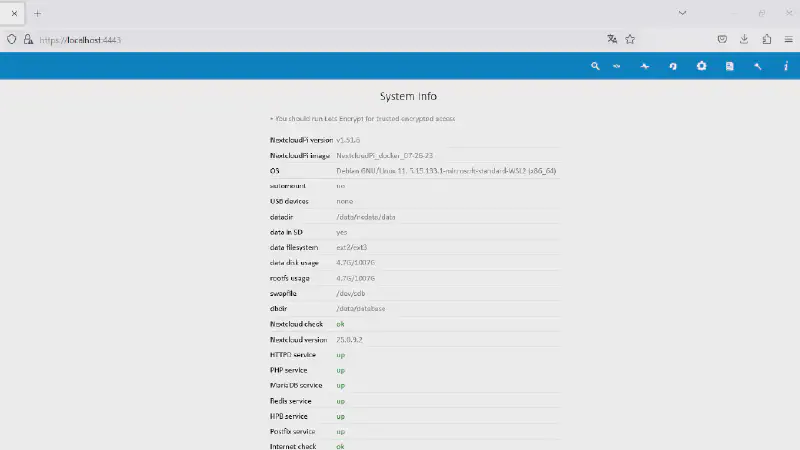 https://localhost:4443
System Info
• You should run Lets Encrypt for trusted encrypted access
NextcloudPi version v1.51.6
NextcloudPi image NextcloudPi_docker_07-26-23
OS Debian GNU/Linux 11. 5.15.133.1-microsoft-standard-WSL2 (x86_64)
automount no
USB devices none
datadir /data/ncdata/data
data in SD yes
data filesystem ext2/ext3
data disk usage 4.7G/1007G
rootfs usage 4.7G/1007G
swapfile /dev/sdb
dbdir /data/database
Nextcloud check ok
Nextcloud version 25.0.9.2
HTTPD service up
PHP service up
MariaDB service up
Redis service up
HPB service up
Postfix service up
Internet check ok